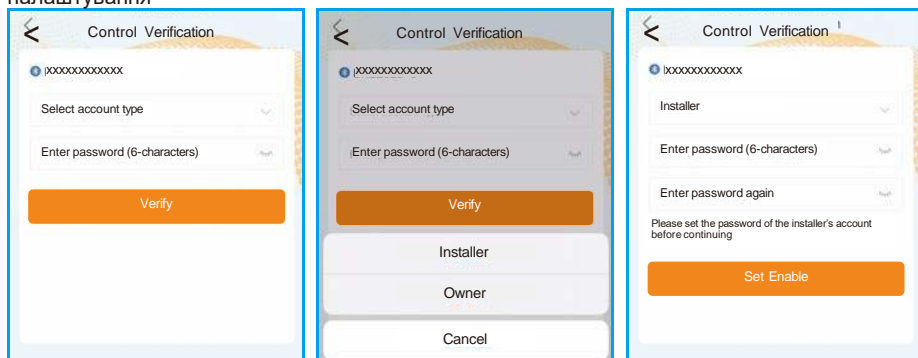 налаштування
Control Verification
xxxxxxxxxxxx
Select account type
Enter password (6-characters)
Verify
Control Verification
xxxxxxxxxxxx
Select account type
Enter password (6-characters)
Verify
Installer
Owner
Cancel
Control Verification
xxxxxxxxxxxx
Installer
Enter password (6-characters)
Enter password again
Please set the password of the installer's account
before continuing
Set Enable